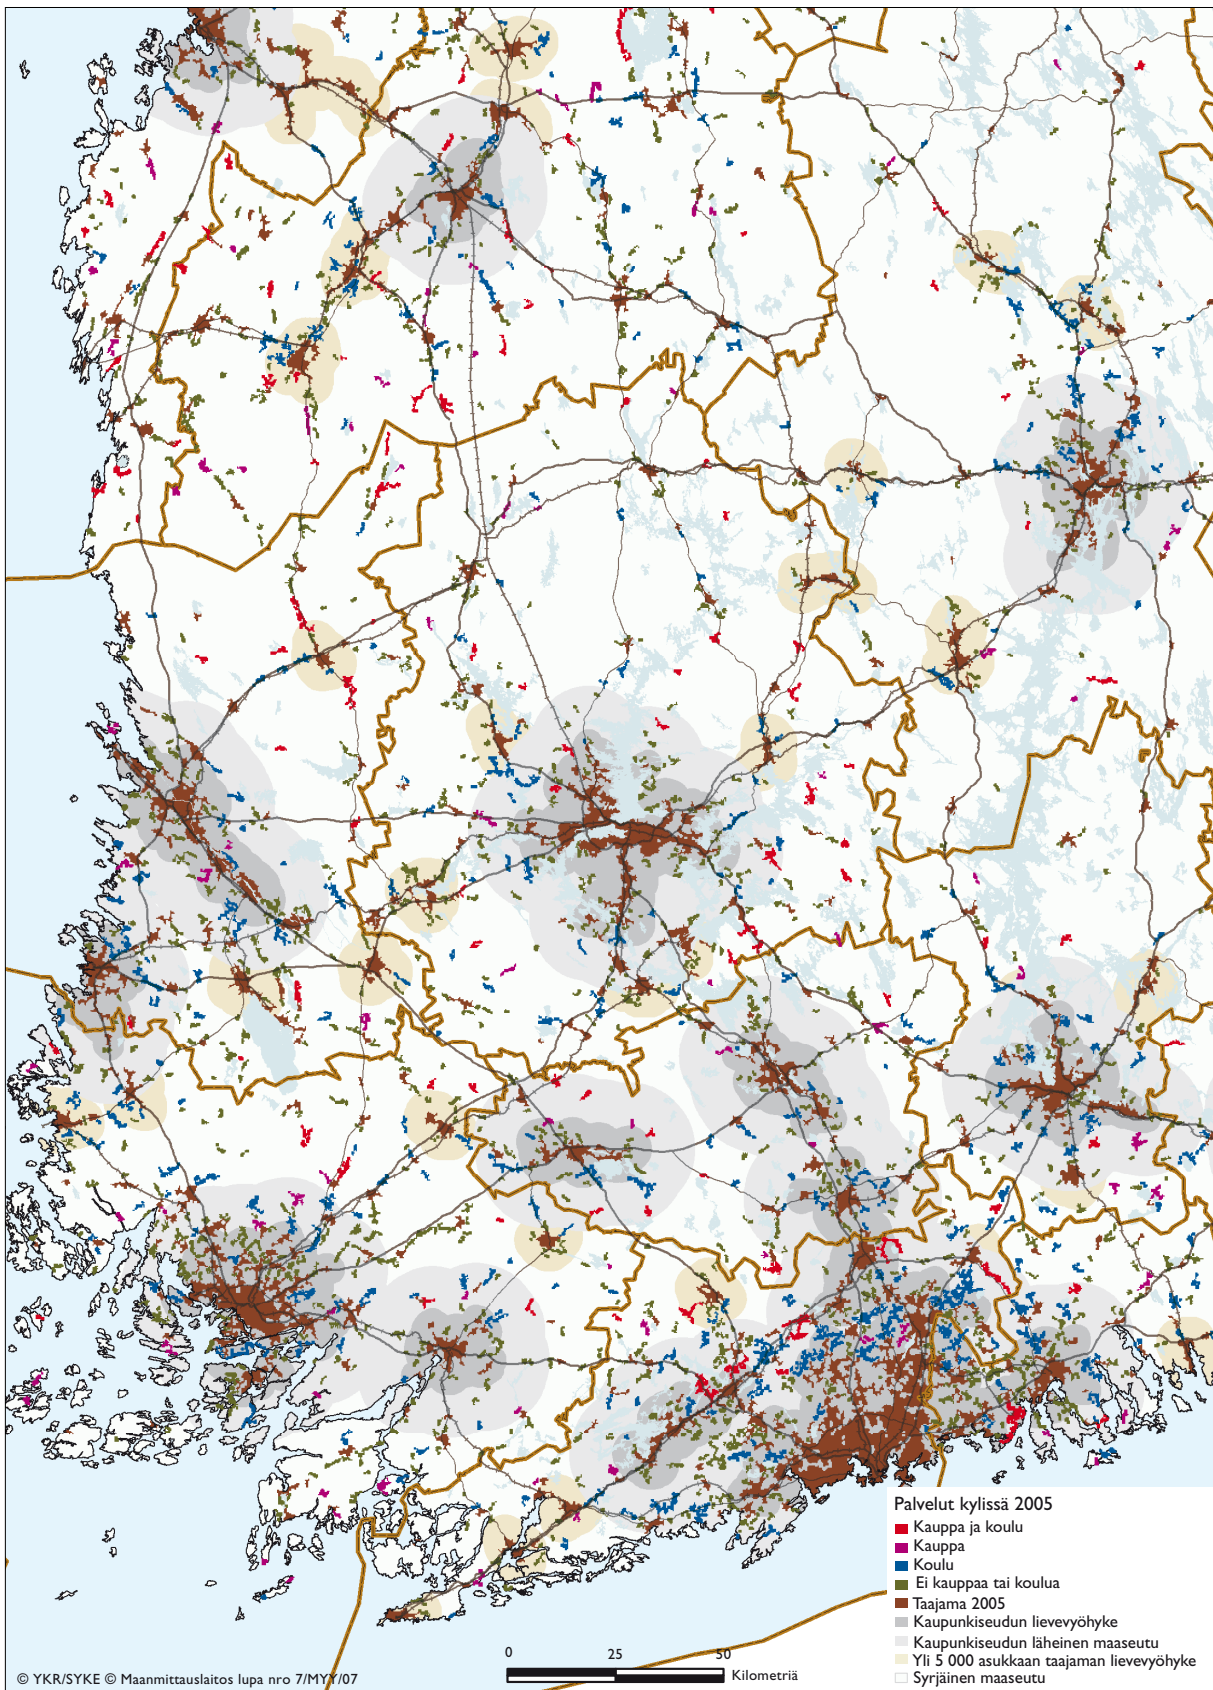 Palvelut kylissä 2005
Kauppa ja koulu
Kauppa
Koulu
Ei kauppaa tai koulua
Taajama 2005
Kaupunkiseudun lievevyöhyke
Kaupunkiseudun läheinen maaseutu
Yli 5 000 asukkaan taajaman lievevyöhyke
Syrjäinen maaseutu
0 25 50
Kilometriä
© YKR/SYKE © Maanmittauslaitos lupa nro 7/MYY/07